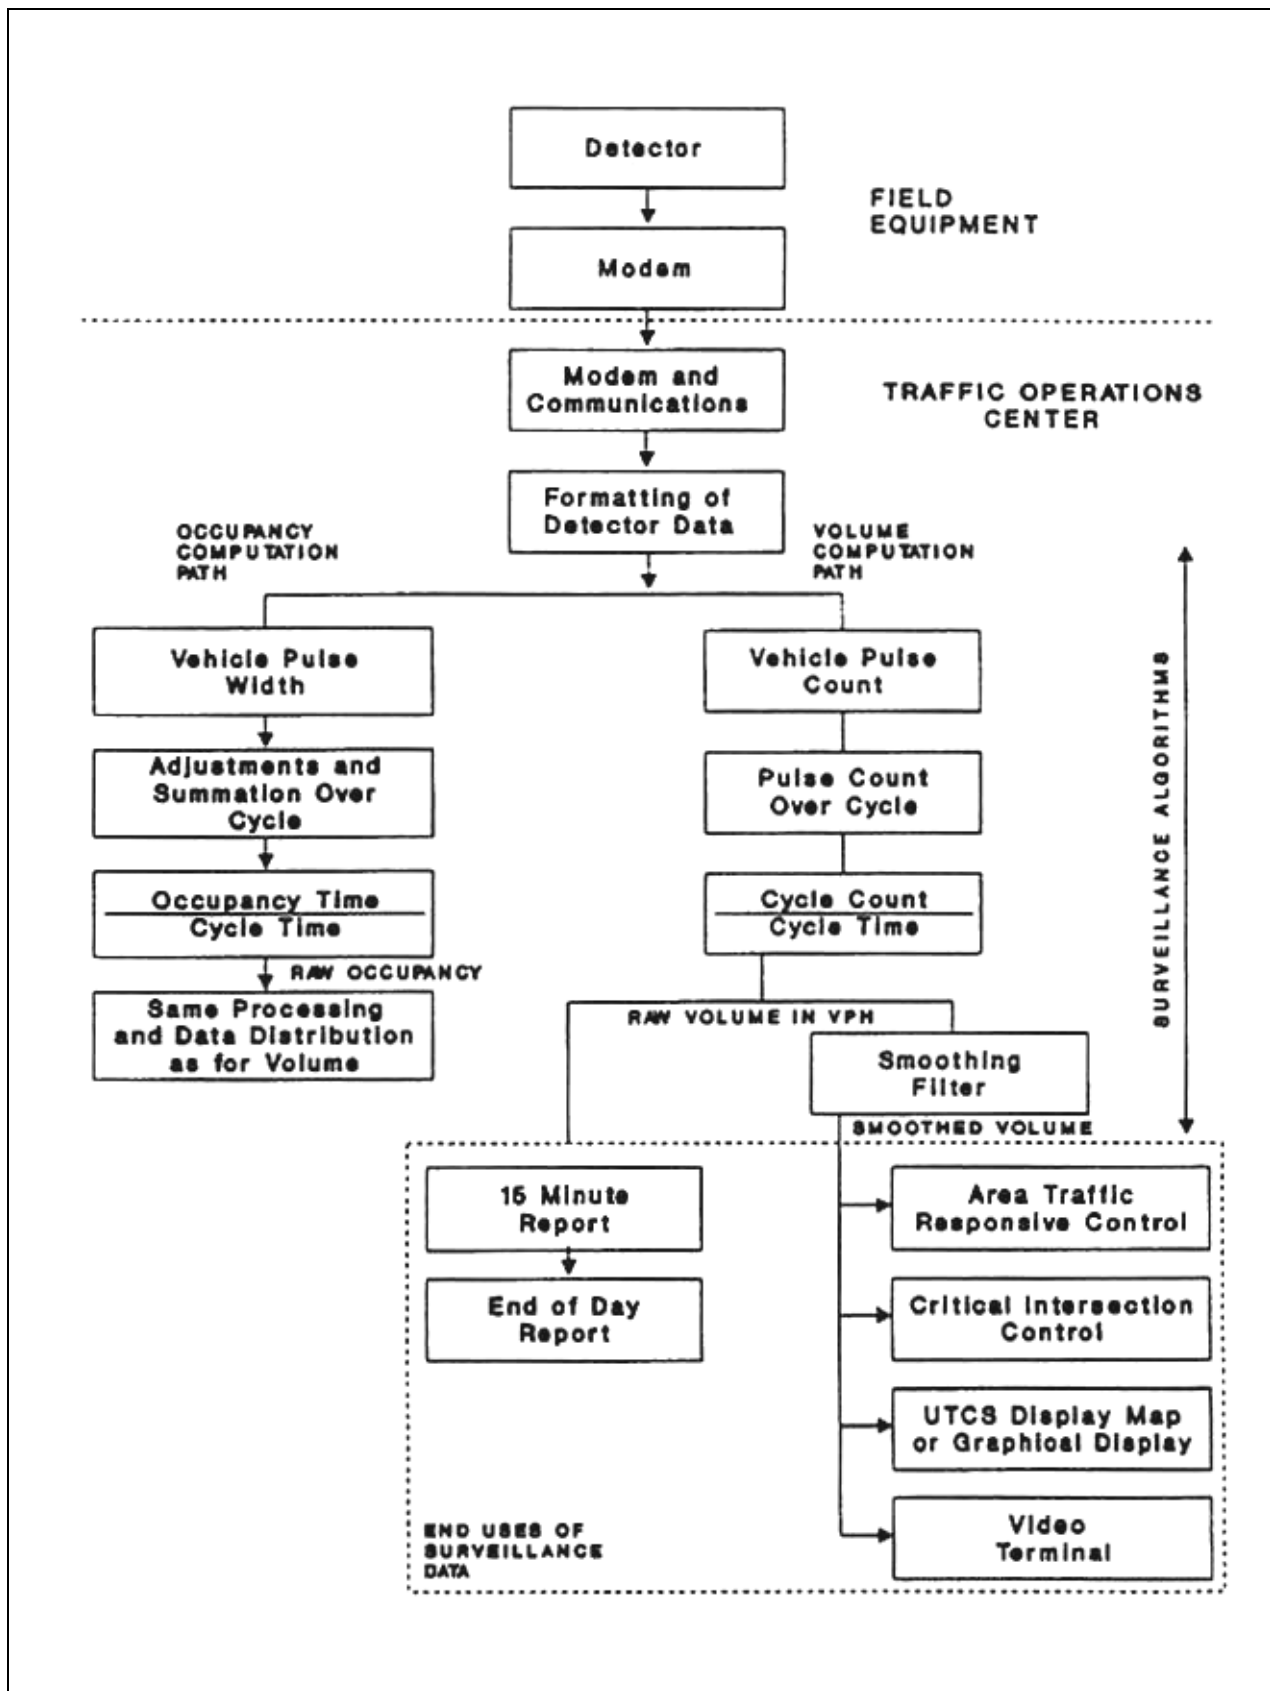 Detector
FIELD
EQUIPMENT
Modem
Modem and
Communications
TRAFFIC OPERATIONS
CENTER
Formatting of
Detector Data
OCCUPANCY
COMPUTATION
PATH
VOLUME
COMPUTATION
PATH
Vehicle Pulse
Width
Vehicle Pulse
Count
Adjustments and
Summation Over
Cycle
Pulse Count
Over Cycle
Occupancy Time
Cycle Time
Cycle Count
Cycle Time
RAW OCCUPANCY
Same Processing
and Data Distribution
as for Volume
RAW VOLUME IN VPH
Smoothing
Filter
SMOOTHED VOLUME
SURVEILLANCE ALGORITHMS
15 Minute
Report
End of Day
Report
Area Traffic
Responsive Control
Critical Intersection
Control
UTCS Display Map
or Graphical Display
Video
Terminal
END USES OF
SURVEILLANCE
DATA